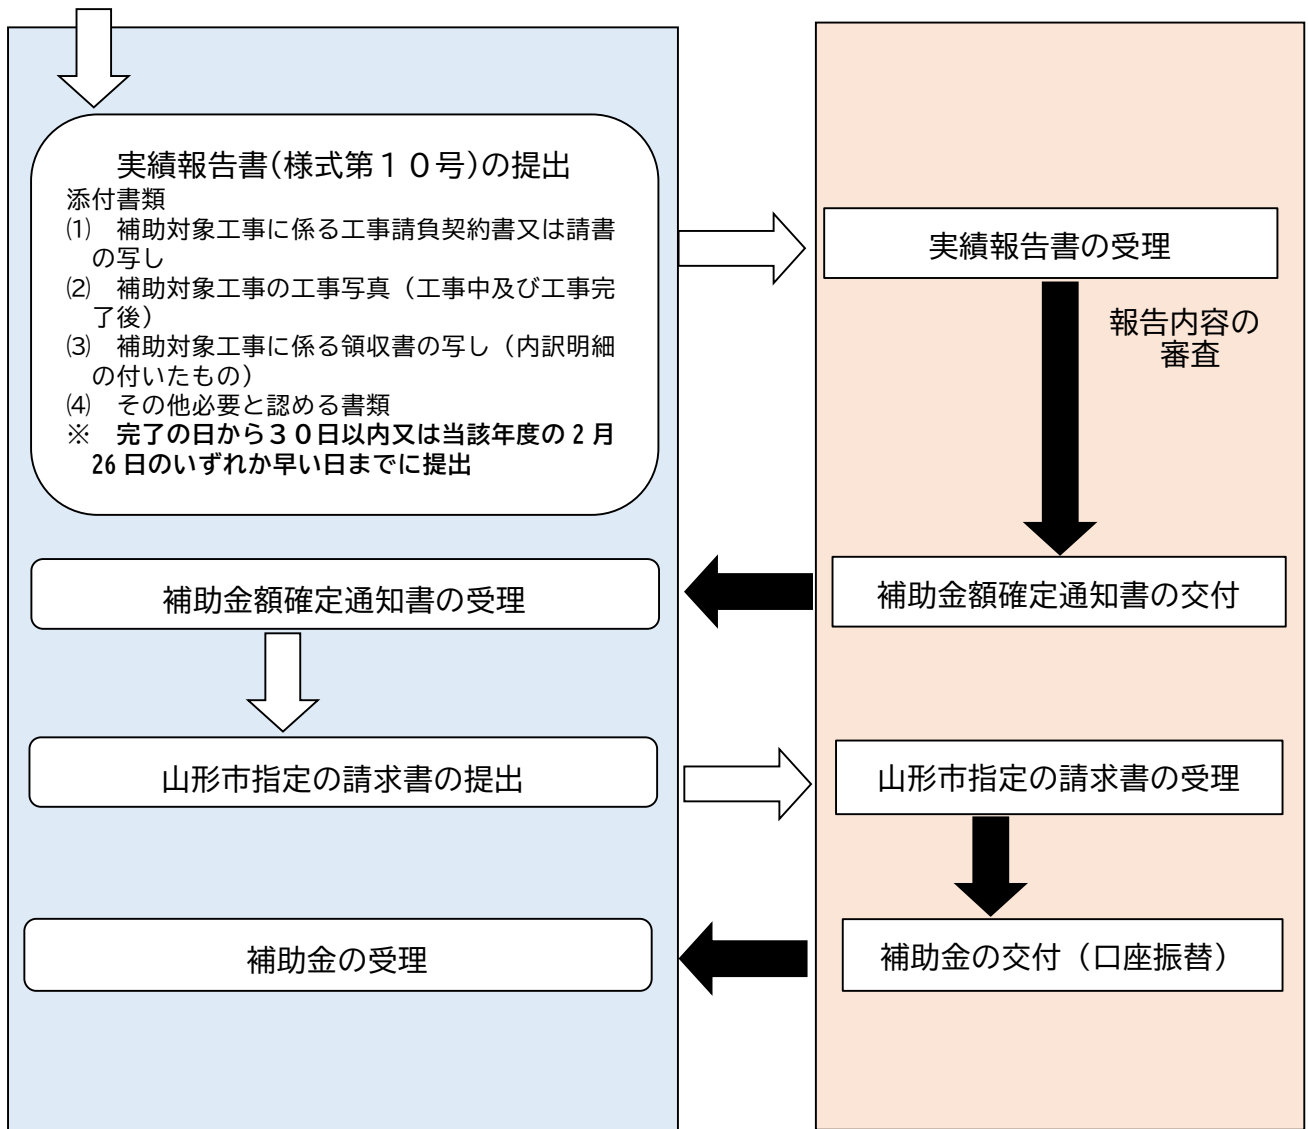 実績報告書(様式第１０号)の提出
添付書類
⑴　補助対象工事に係る工事請負契約書又は請書
の写し
⑵　補助対象工事の工事写真（工事中及び工事完
了後）
⑶　補助対象工事に係る領収書の写し（内訳明細
の付いたもの）
⑷　その他必要と認める書類
※　完了の日から３０日以内又は当該年度の２月
26日のいずれか早い日までに提出
実績報告書の受理
報告内容の
審査
補助金額確定通知書の交付
補助金額確定通知書の受理
山形市指定の請求書の提出
山形市指定の請求書の受理
補助金の交付（口座振替）
補助金の受理